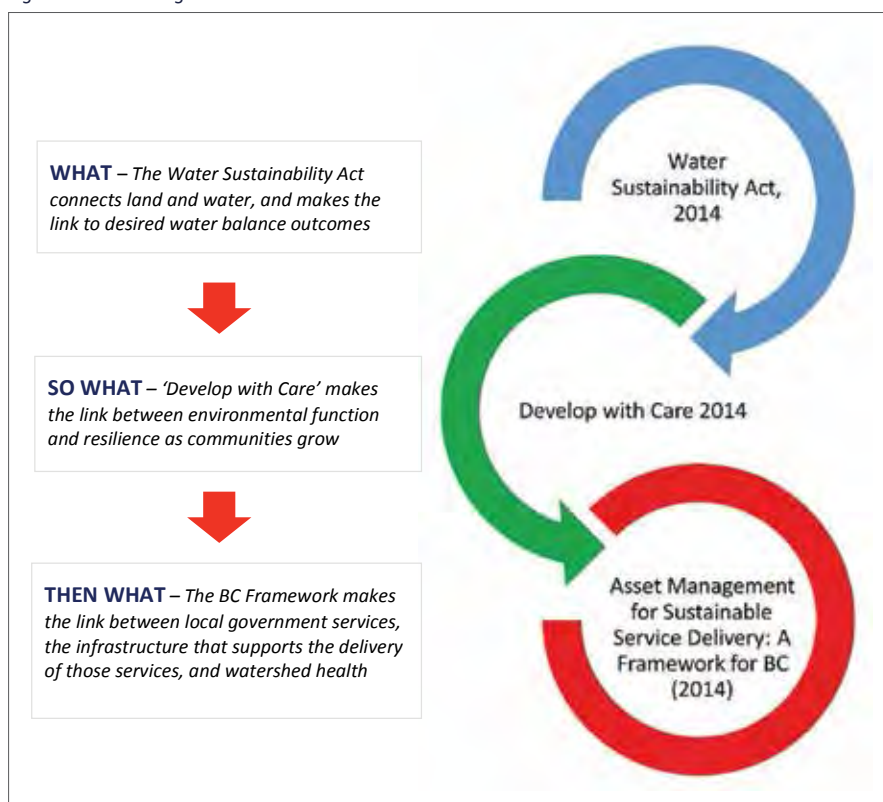 WHAT – The Water Sustainability Act
connects land and water, and makes the
link to desired water balance outcomes
SO WHAT – ‘Develop with Care’ makes
the link between environmental function
and resilience as communities grow
THEN WHAT – The BC Framework makes
the link between local government services,
the infrastructure that supports the delivery
of those services, and watershed health
Water
Sustainability Act,
2014
Develop with Care 2014
Asset Management
for Sustainable
Service Delivery: A
Framework for BC
(2014)